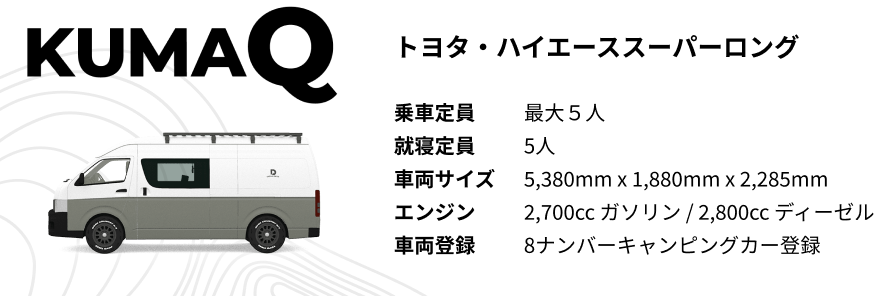 KUMAQ
トヨタ・ハイエーススーパーロング
乗車定員 最大５人
就寝定員 5人
車両サイズ 5,380mm x 1,880mm x 2,285mm
エンジン 2,700cc ガソリン / 2,800cc ディーゼル
車両登録 8ナンバーキャンピングカー登録